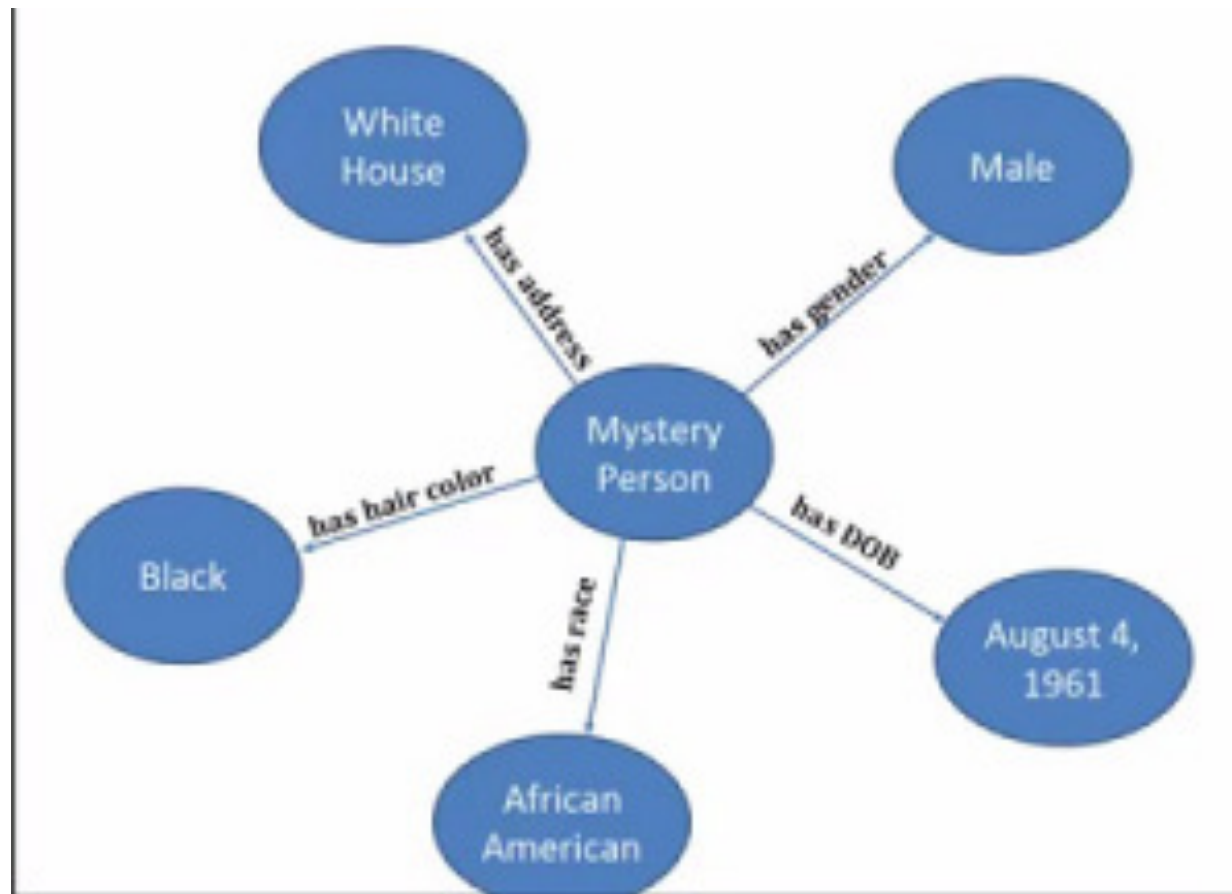 White
House
Male
has address
has gender
Mystery
Person
has hair color
has DOB
Black
has race
August 4,
1961
African
American